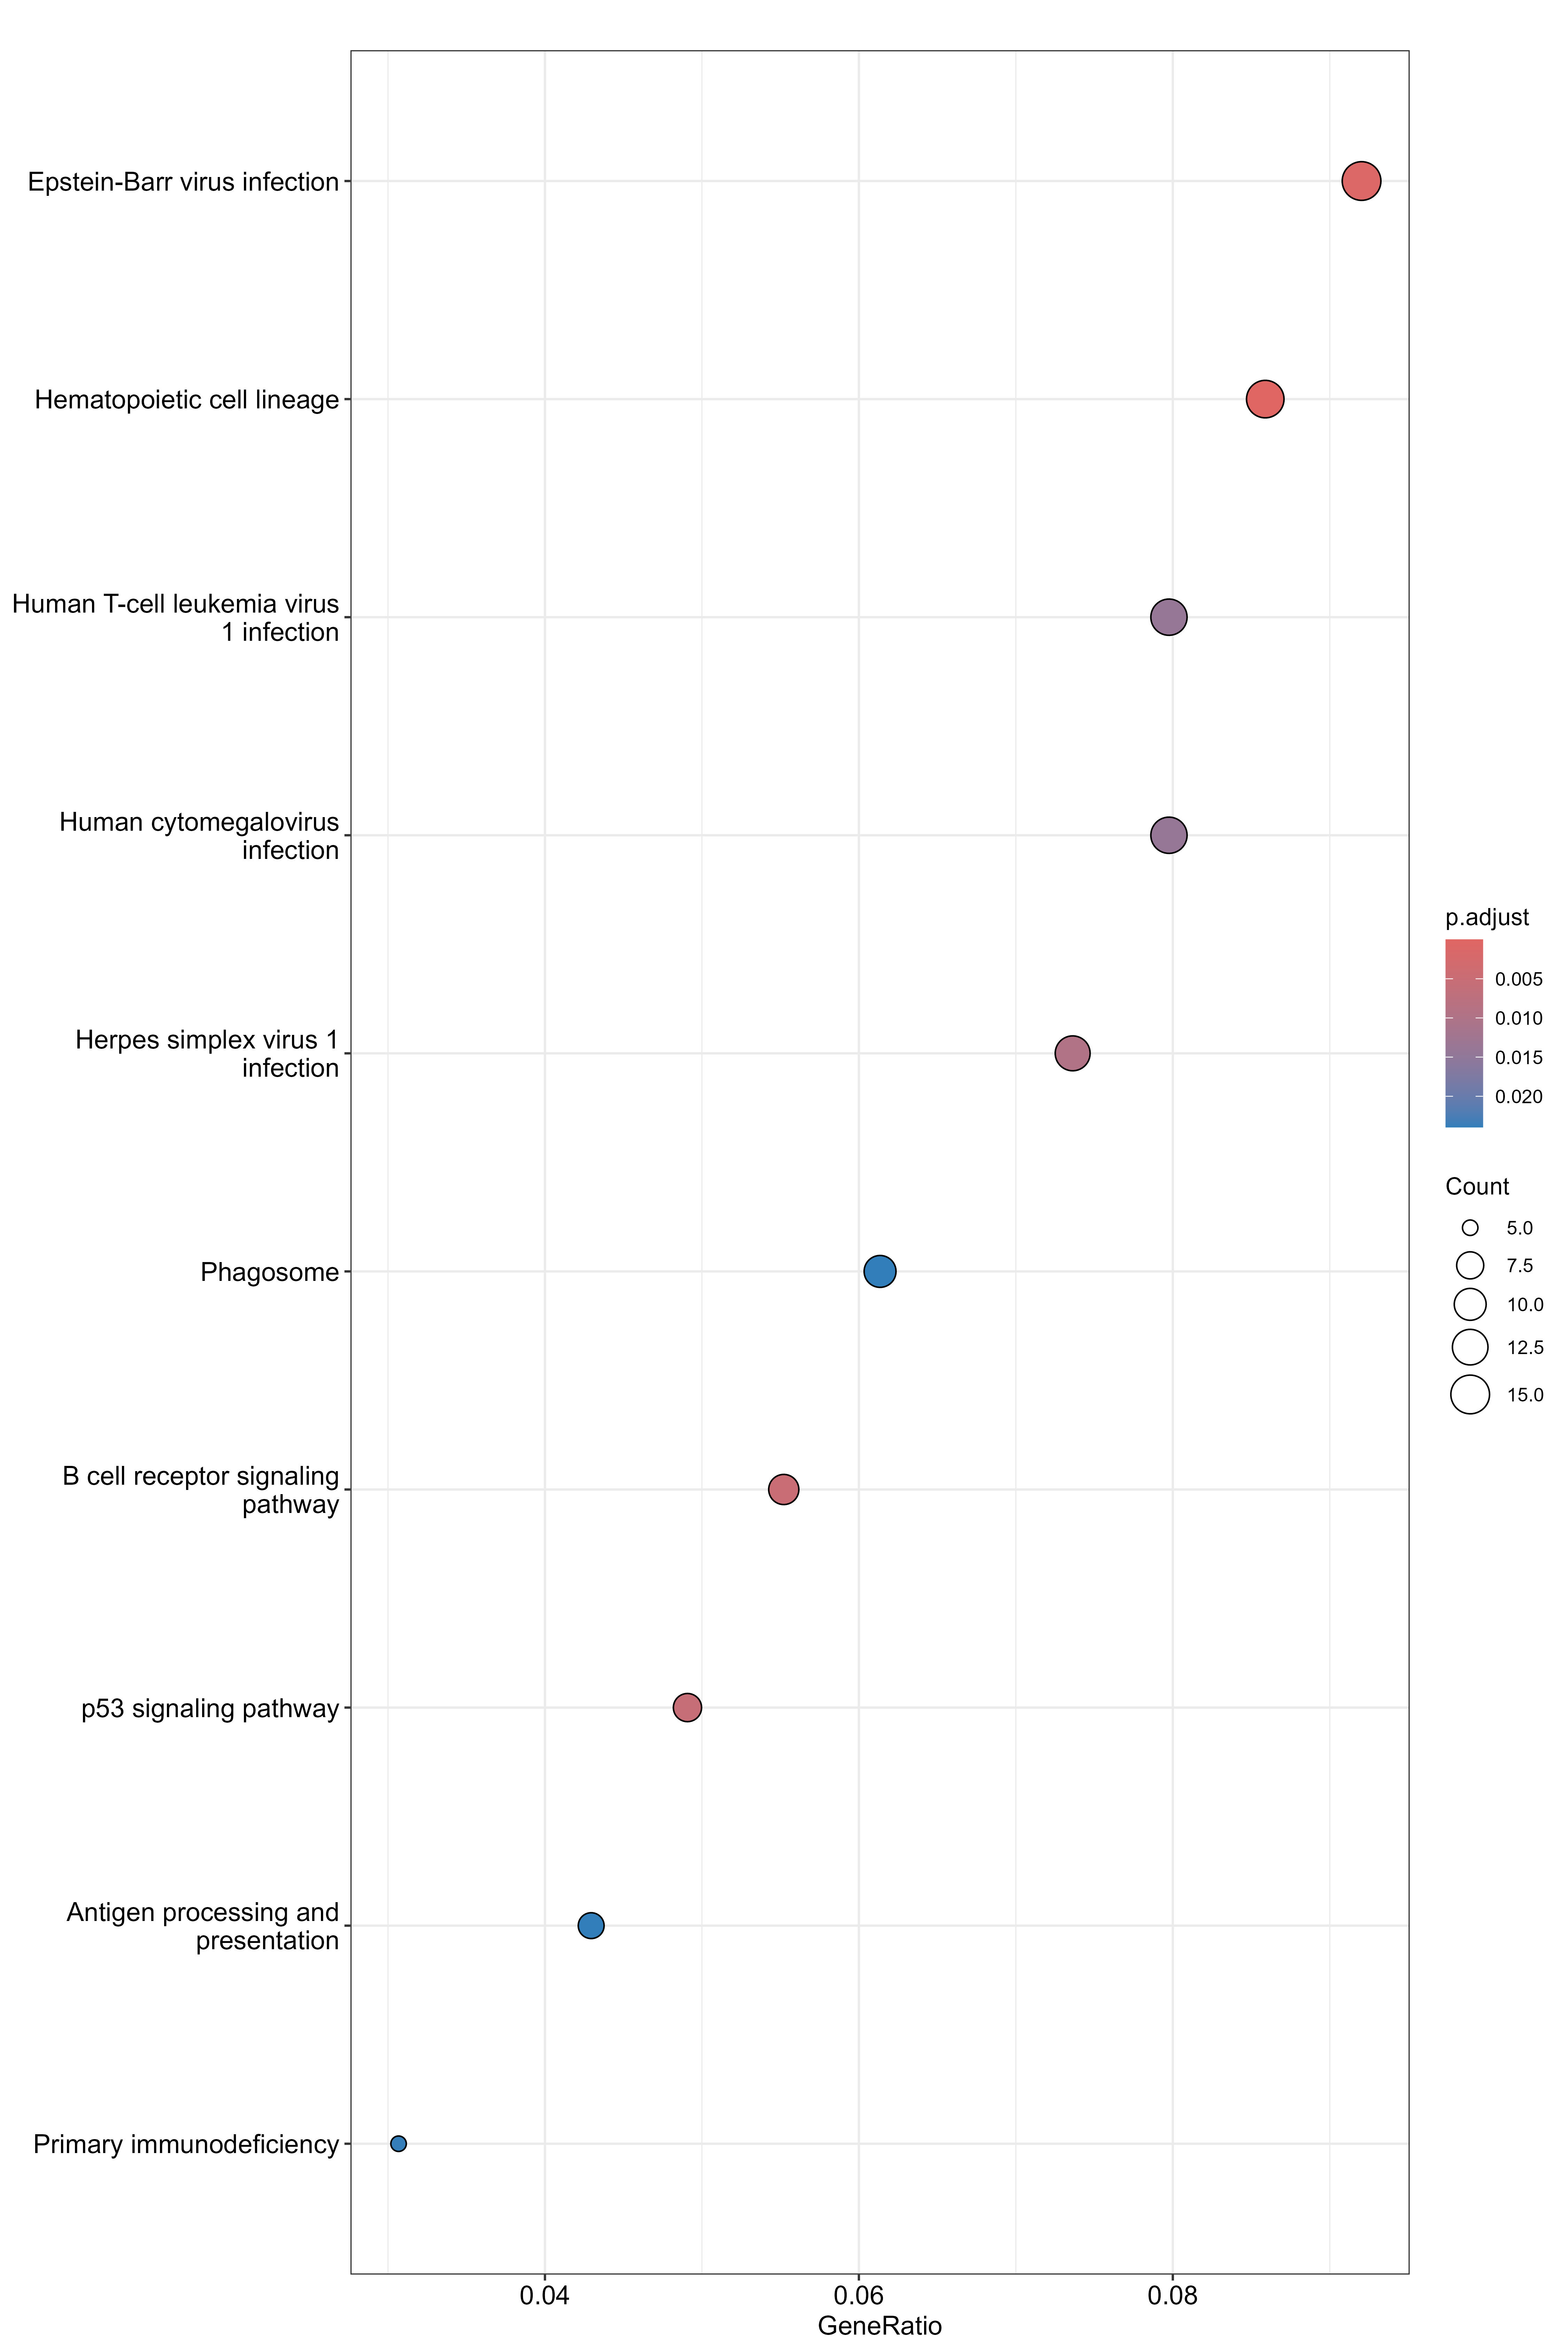 Epstein-Barr virus infection
Hematopoietic cell lineage
Human T-cell leukemia virus
1 infection
Human cytomegalovirus
infection
Herpes simplex virus 1
infection
Phagosome
B cell receptor signaling
pathway
p53 signaling pathway
Antigen processing and
presentation
Primary immunodeficiency
0.04
0.06
0.08
GeneRatio
p.adjust
0.005
0.010
0.015
0.020
Count
5.0
7.5
10.0
12.5
15.0